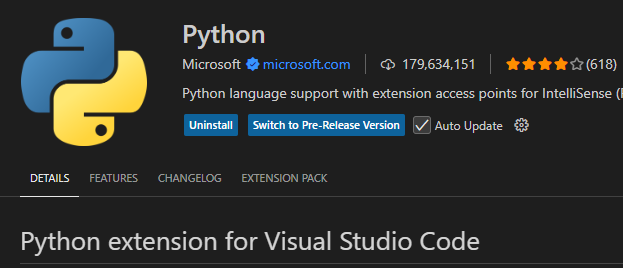 Python
Microsoft microsoft.com 179,634,151 (618)
Python language support with extension access points for IntelliSense (
Uninstall Switch to Pre-Release Version Auto Update
DETAILS FEATURES CHANGELOG EXTENSION PACK
Python extension for Visual Studio Code